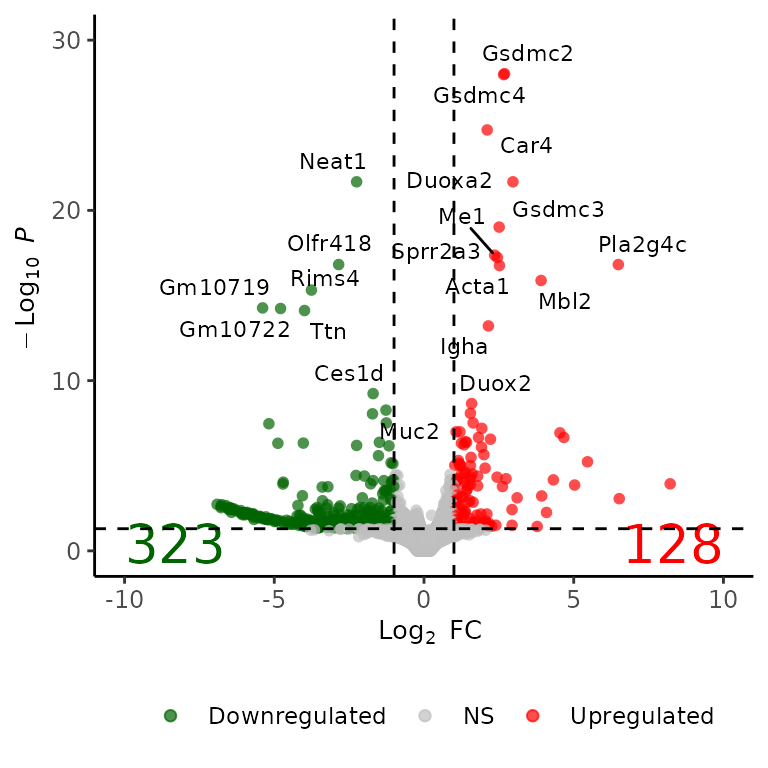 30
20
10
0
− Log10 P
Gsdmc2
Gsdmc4
Car4
Neat1
Duoxa2
Gsdmc3
Me1
Olfr418
Sprr2a3
Pla2g4c
Rims4
Gm10719
Acta1
Mbl2
Gm10722
Ttn
Igha
Ces1d
Duox2
Muc2
323
128
-10
-5
0
5
10
Log2 FC
Downregulated
NS
Upregulated